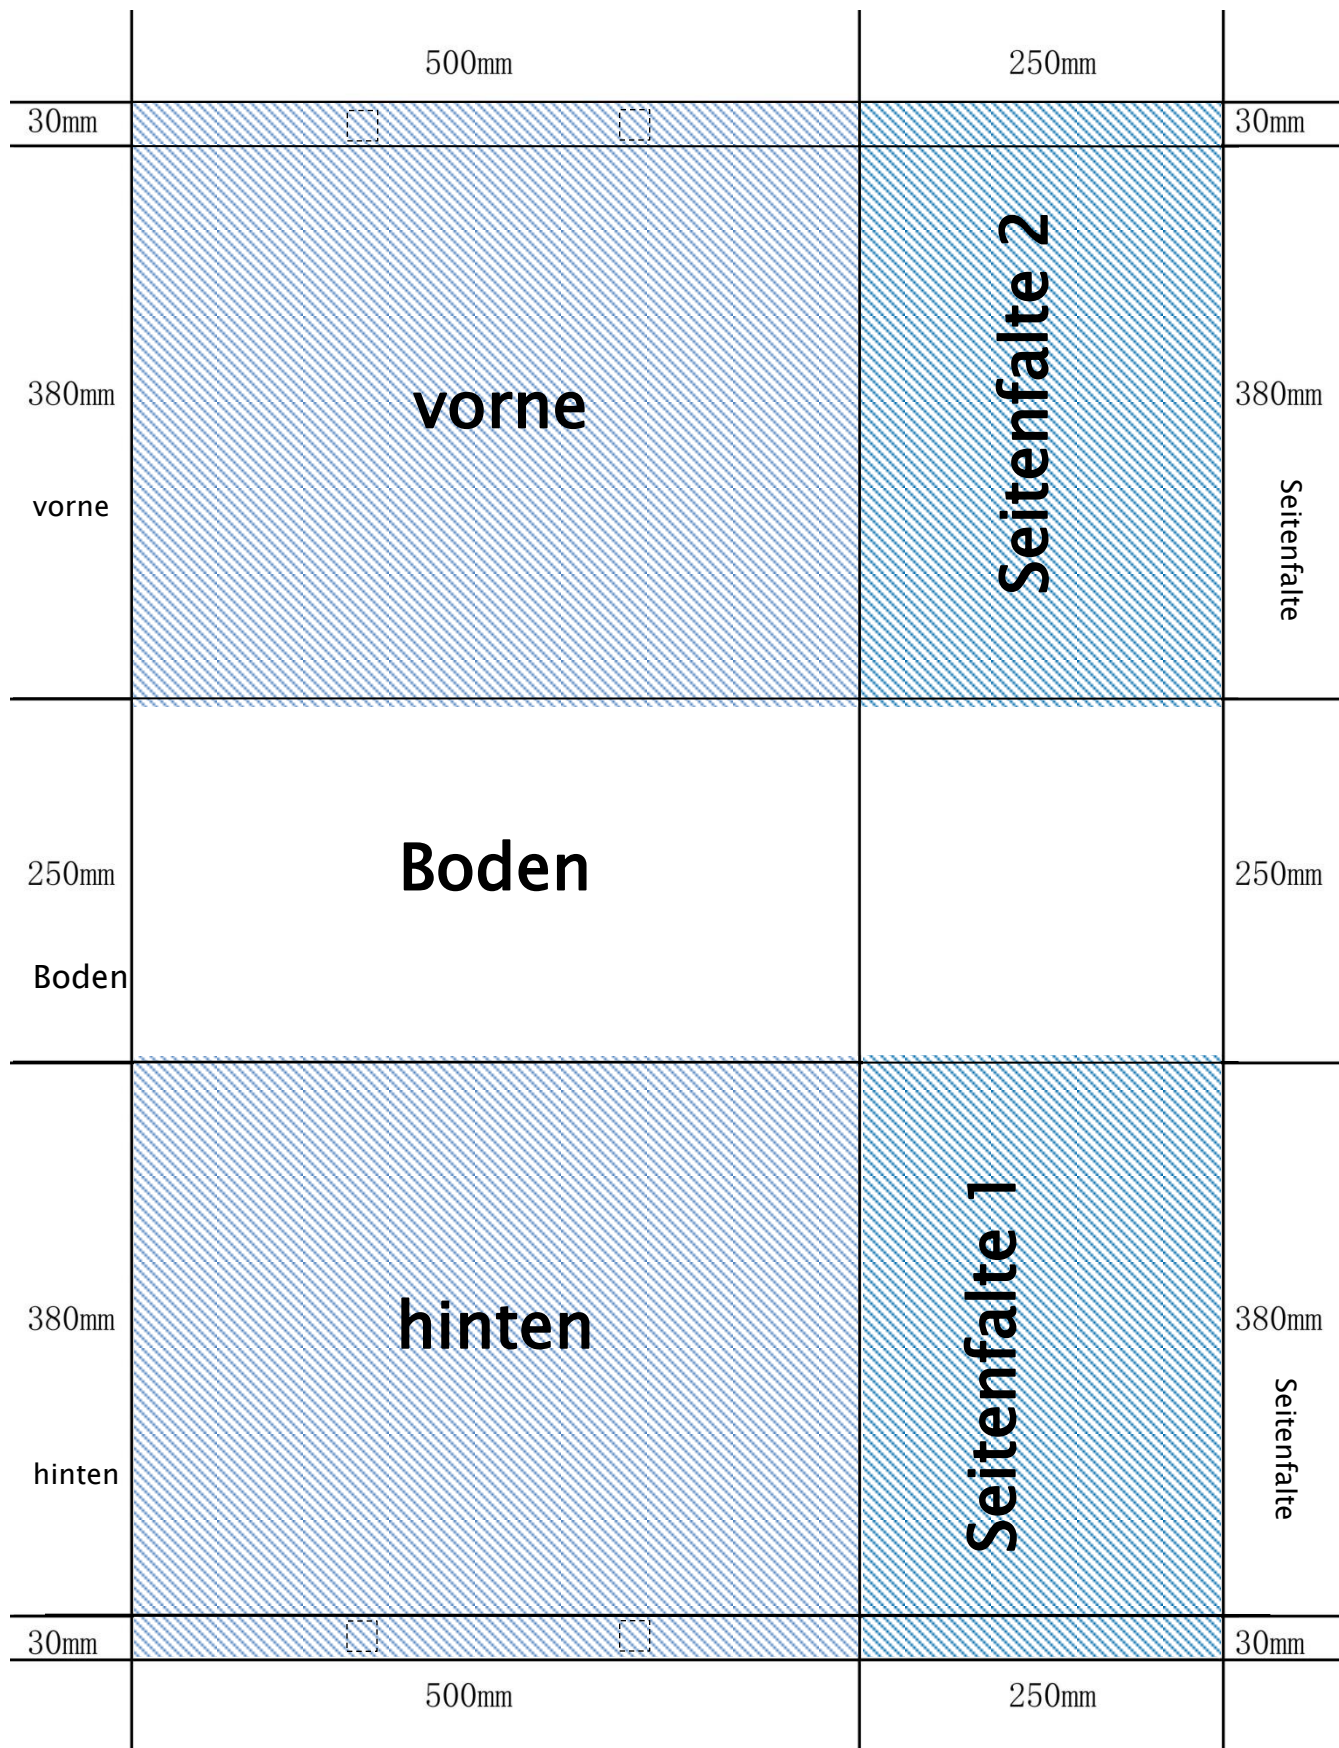 500mm 250mm
30mm 30mm
Seitenfalte 2
380mm vorne 380mm
vorne Seitenfalte
250mm Boden 250mm
Boden
Seitenfalte 1
380mm hinten 380mm
hinten Seitenfalte
30mm 30mm
500mm 250mm